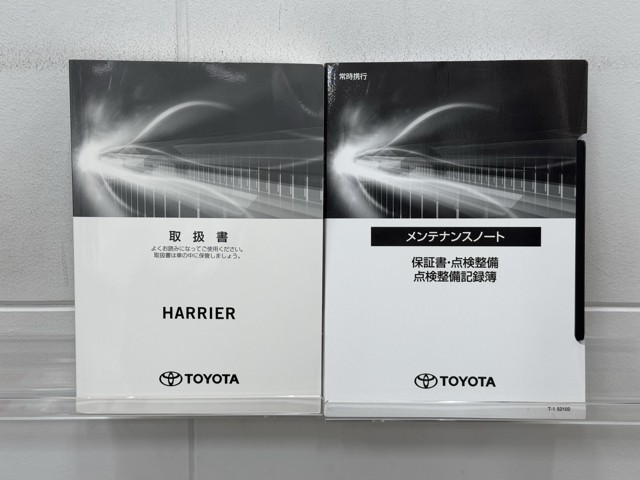 取扱書
よくお読みになってご使用ください。
取扱書は車の中に保管しましょう。
HARRIER
TOYOTA
常時携行
メンテナンスノート
保証書・点検整備
点検整備記録簿
TOYOTA